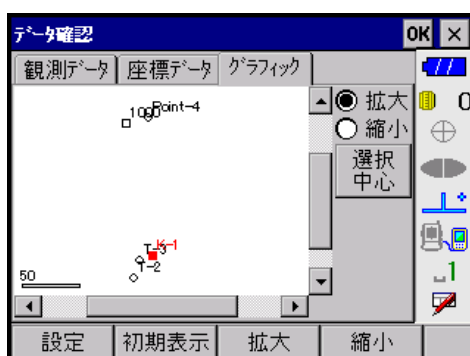 ﾃﾞｰﾀ確認 OK ×
観測ﾃﾞｰﾀ 座標ﾃﾞｰﾀ ｸﾞﾗﾌｨｯｸ
Point-4
拡大
縮小
選択
中心
0
K-1
T-3
T-2
50
1
設定 初期表示 拡大 縮小